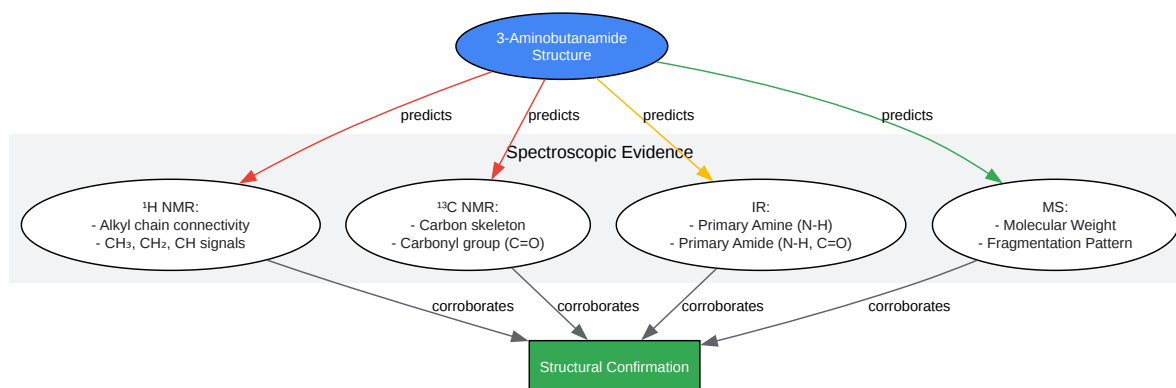 3-Aminobutanamide
Structure
predicts
predicts
predicts
predicts
Spectroscopic Evidence
¹H NMR:
- Alkyl chain connectivity
- CH₃, CH₂, CH signals
¹³C NMR:
- Carbon skeleton
- Carbonyl group (C=O)
IR:
- Primary Amine (N-H)
- Primary Amide (N-H, C=O)
MS:
- Molecular Weight
- Fragmentation Pattern
corroborates
corroborates
corroborates
corroborates
Structural Confirmation